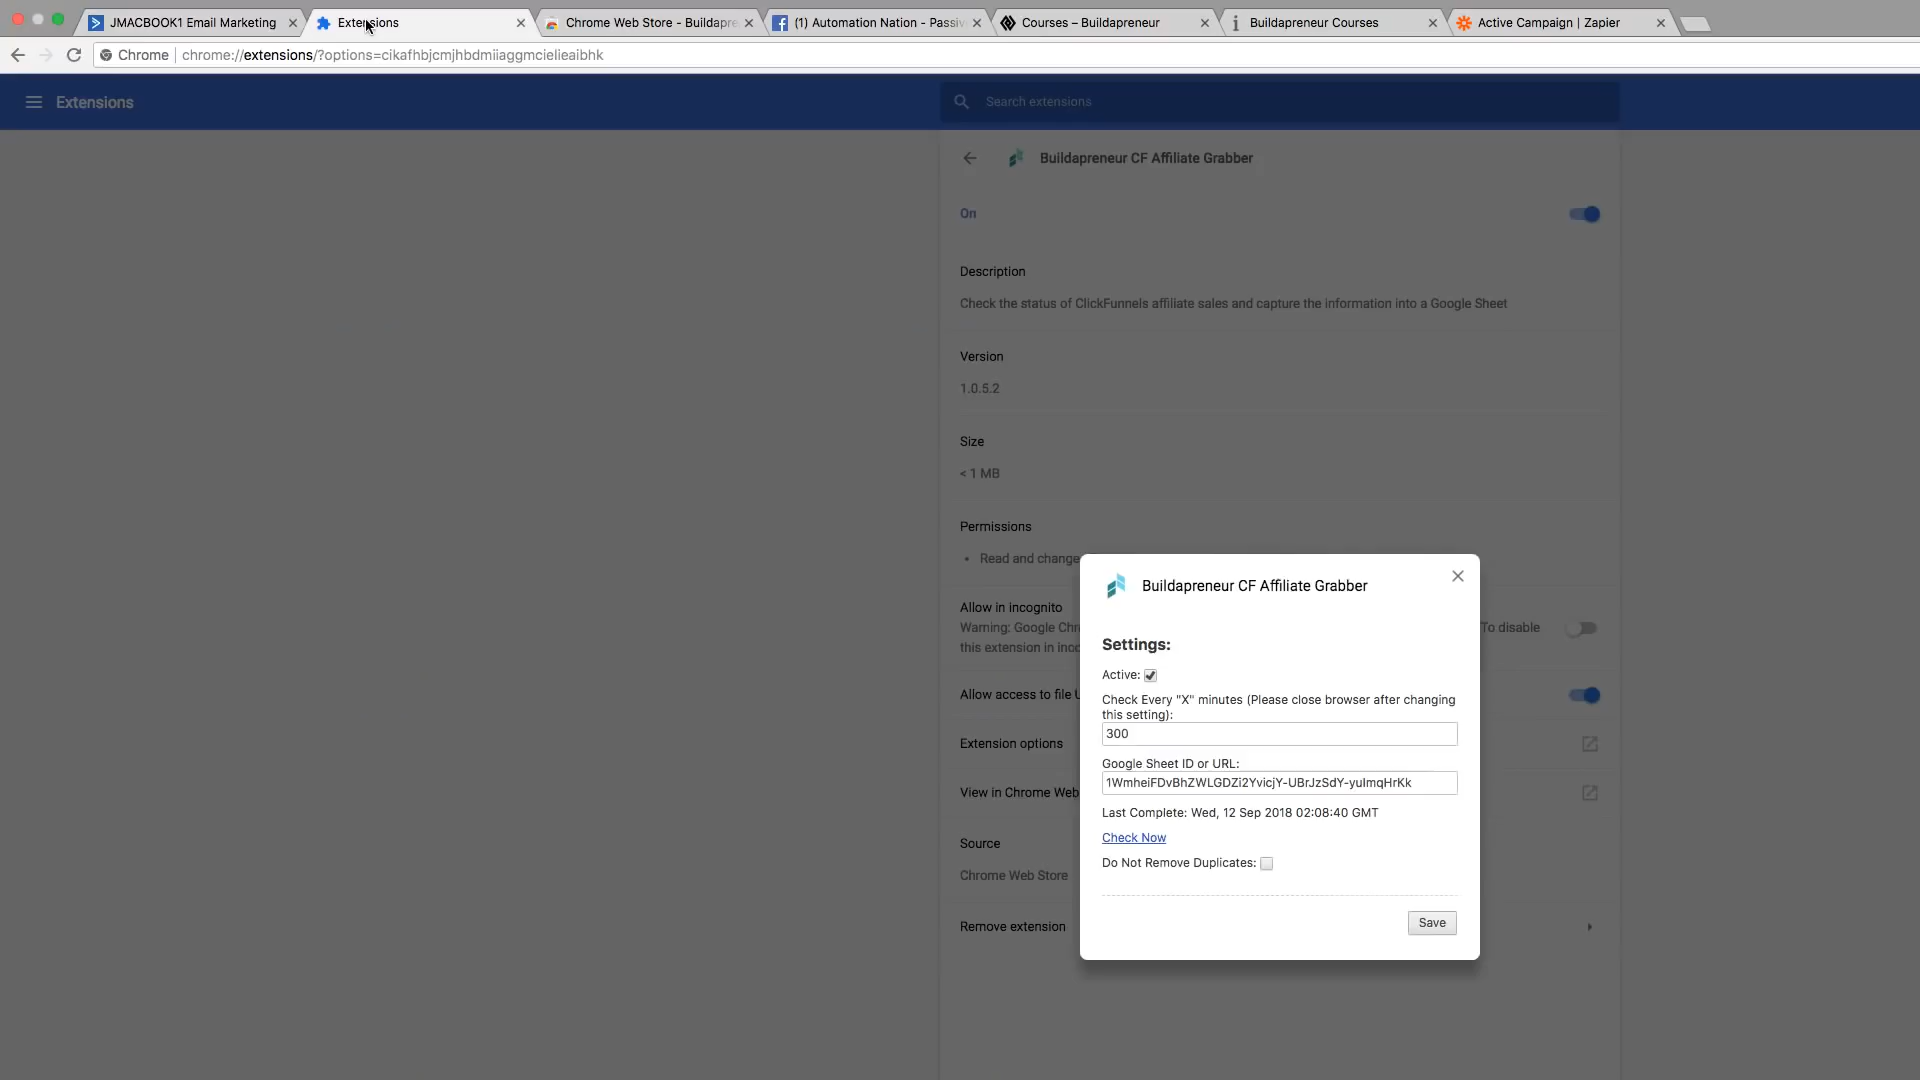 JMACBOOK1 Email Marketing
Extensions
Chrome Web Store - Buildapre
(1) Automation Nation - Passiv
Courses – Buildapreneur
Buildapreneur Courses
Active Campaign | Zapier
Chrome
chrome://extensions/?options=cikafhbjcmjhbdmiiaggmcielieaibhk
Extensions
Search extensions
Buildapreneur CF Affiliate Grabber
On
Description
Check the status of ClickFunnels affiliate sales and capture the information into a Google Sheet
Version
1.0.5.2
Size
< 1 MB
Permissions
• Read and change
Allow in incognito
Warning: Google Chr
To disable
this extension in inco
Allow access to file U
Extension options
View in Chrome Web
Source
Chrome Web Store
Remove extension
Buildapreneur CF Affiliate Grabber
Settings:
Active:
Check Every "X" minutes (Please close browser after changing
this setting):
300
Google Sheet ID or URL:
1WmheiFDvBhZWLGDZi2YvicjY-UBrJzSdY-yuImqHrKk
Last Complete: Wed, 12 Sep 2018 02:08:40 GMT
Check Now
Do Not Remove Duplicates:
Save